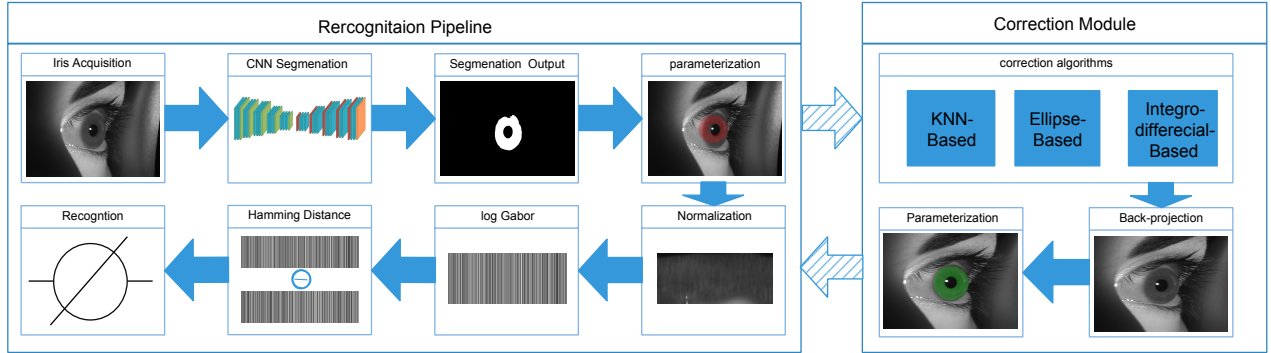 Rercognitaion Pipeline
Iris Acquisition
CNN Segmenation
Segmenation Output
parameterization
Recogntion
Hamming Distance
log Gabor
Normalization
Correction Module
correction algorithms
KNN-
Based
Ellipse-
Based
Integro-
differecial-
Based
Parameterization
Back-projection